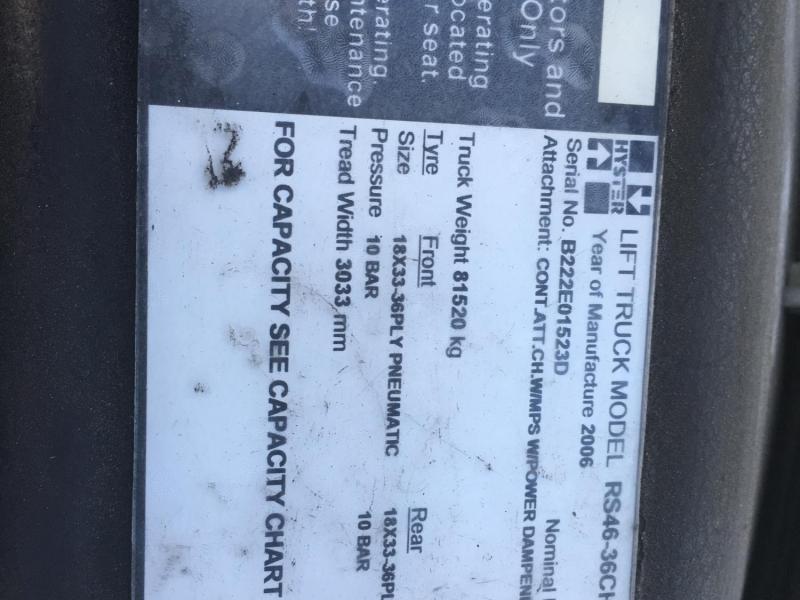 tors and
Only
erating
ocated
r seat.
erating.
ntenance
se
th!
HYSTER
LIFT TRUCK MODEL RS46-36CH
Year of Manufacture 2006
Serial No. B222E01523D Nominal
Attachment: CONT.ATT.CH.W/MPS W/POWER DAMPENI
Truck Weight 81520 kg
Tyre Front Rear
Size 18X33-36PLY PNEUMATIC 18X33-36PL
Pressure 10 BAR 10 BAR
Tread Width 3033 mm
FOR CAPACITY SEE CAPACITY CHART